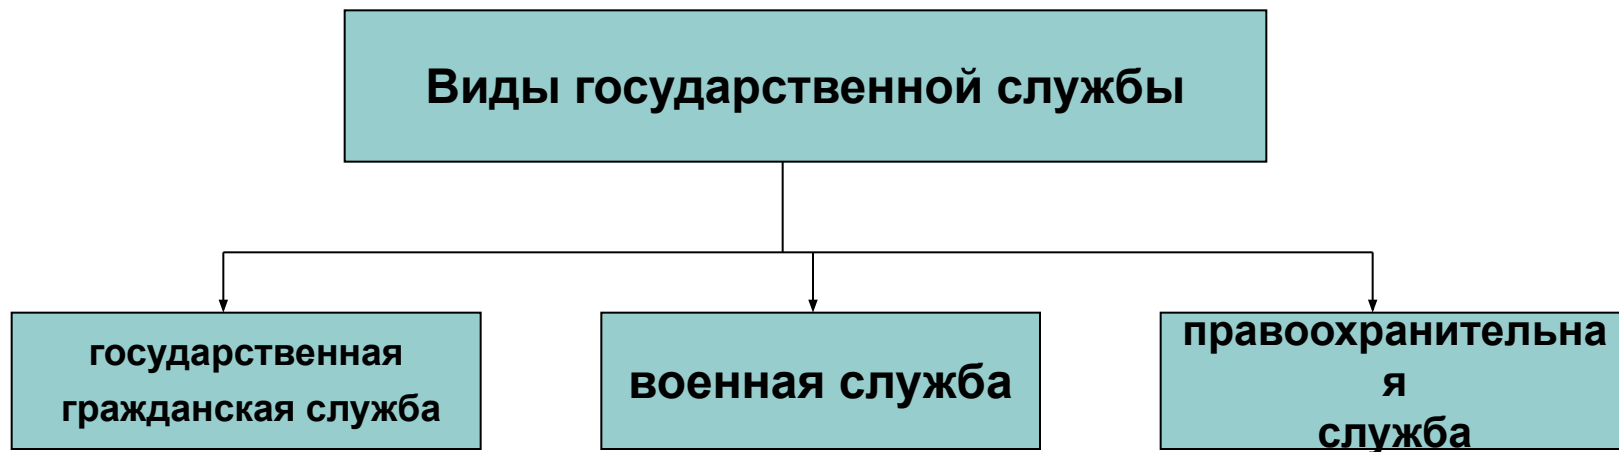 Виды государственной службы
государственная
гражданская служба
военная служба
правоохранительна
я
служба